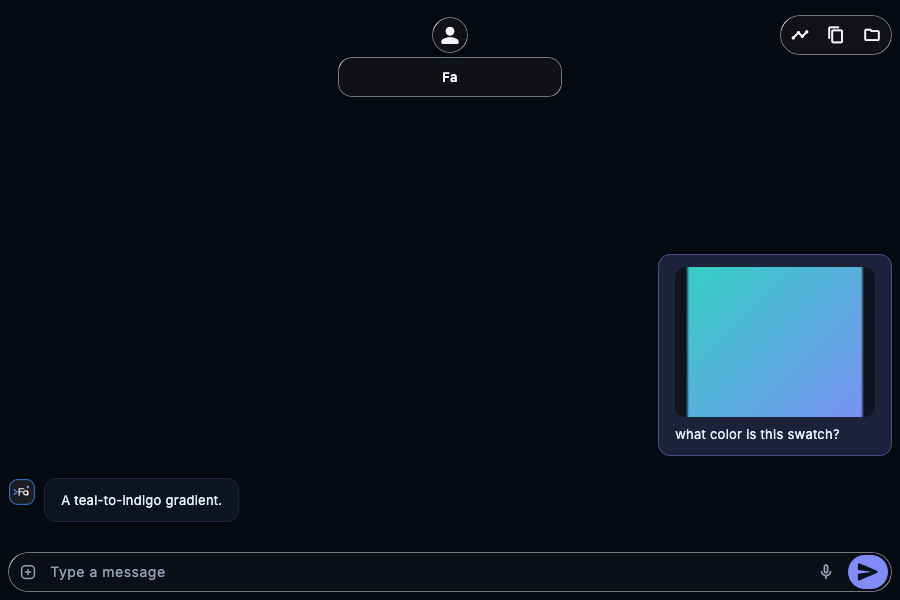 Fa
what color is this swatch?
>Fa
A teal-to-indigo gradient.
Type a message